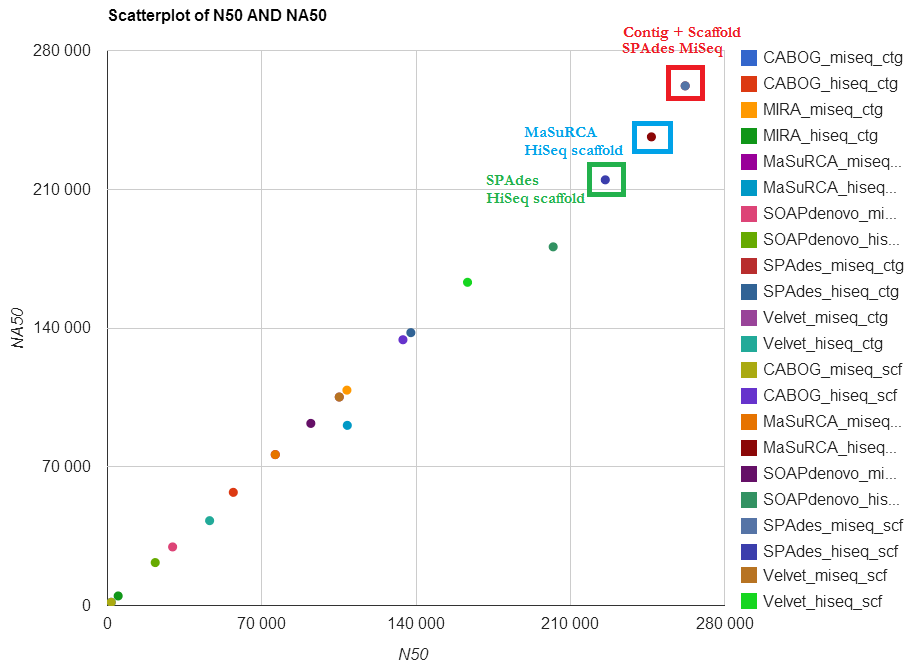 Scatterplot of N50 AND NA50
Contig + Scaffold
SPAdes MiSeq
MaSuRCA
HiSeq scaffold
SPAdes
HiSeq scaffold
280 000
210 000
140 000
70 000
0
NA50
0
70 000
140 000
210 000
280 000
N50
CABOG_miseq_ctg
CABOG_hiseq_ctg
MIRA_miseq_ctg
MIRA_hiseq_ctg
MaSuRCA_miseq...
MaSuRCA_hiseq...
SOAPdenovo_mi...
SOAPdenovo_his...
SPAdes_miseq_ctg
SPAdes_hiseq_ctg
Velvet_miseq_ctg
Velvet_hiseq_ctg
CABOG_miseq_scf
CABOG_hiseq_scf
MaSuRCA_miseq...
MaSuRCA_hiseq...
SOAPdenovo_mi...
SOAPdenovo_his...
SPAdes_miseq_scf
SPAdes_hiseq_scf
Velvet_miseq_scf
Velvet_hiseq_scf